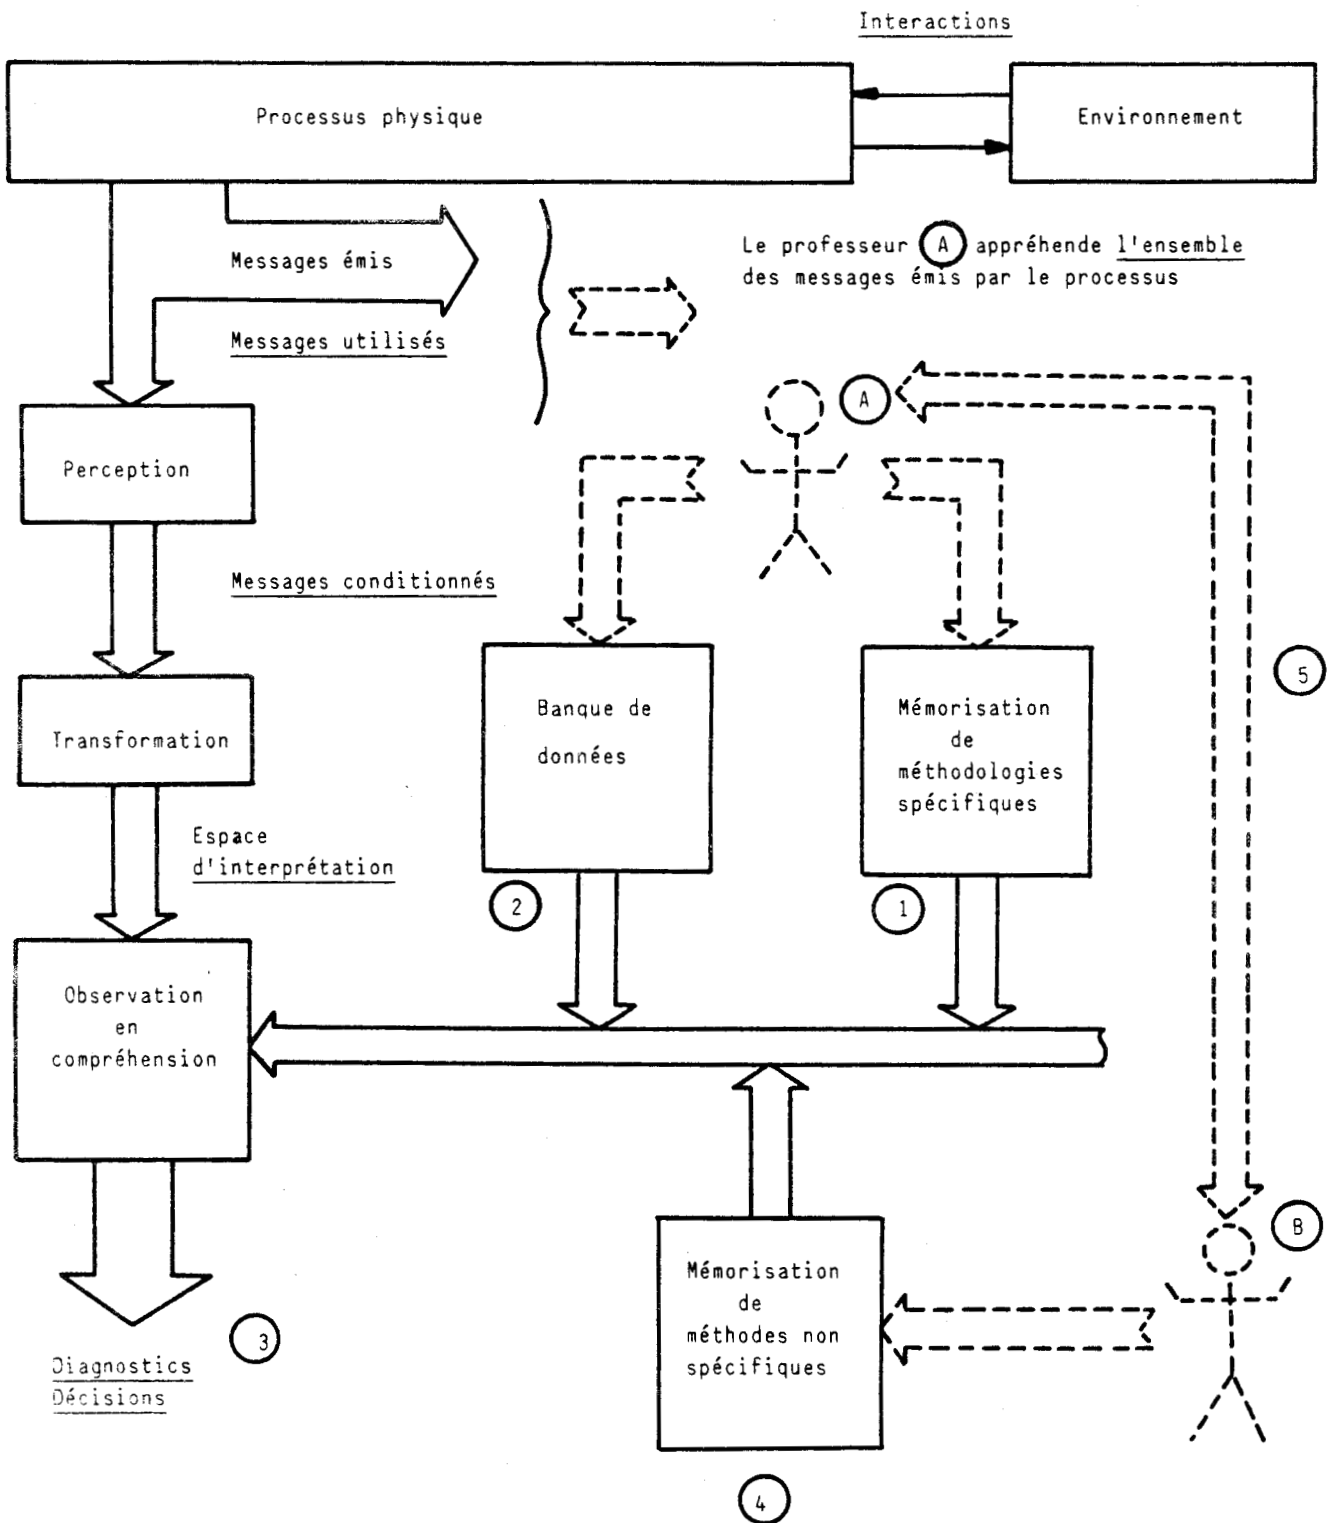 Interactions
Processus physique
Environnement
Messages émis
Le professeur A appréhende l'ensemble
des messages émis par le processus
Messages utilisés
A
Perception
Messages conditionnés
5
Banque de
données
Mémorisation
de
méthodologies
spécifiques
Transformation
Espace
d'interprétation
2
1
Observation
en
compréhension
B
Mémorisation
de
méthodes non
spécifiques
3
Diagnostics
Décisions
4